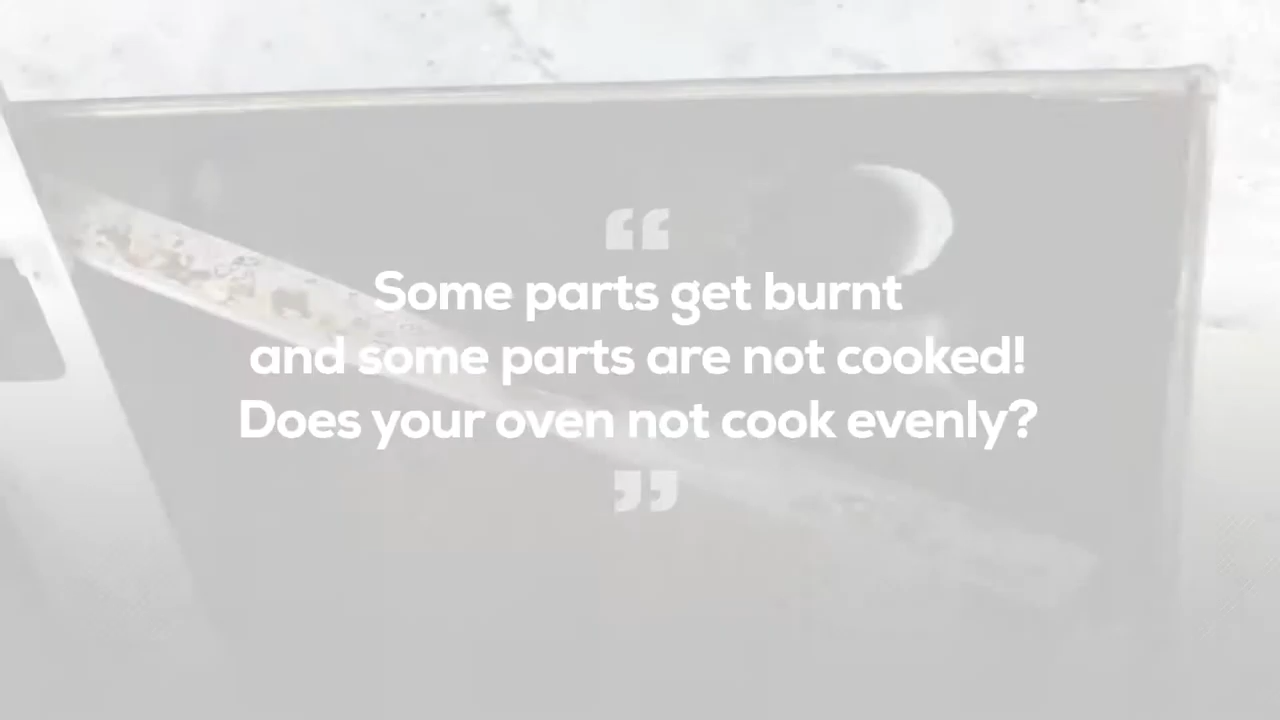 “
Some parts get burnt
and some parts are not cooked!
Does your oven not cook evenly?
”